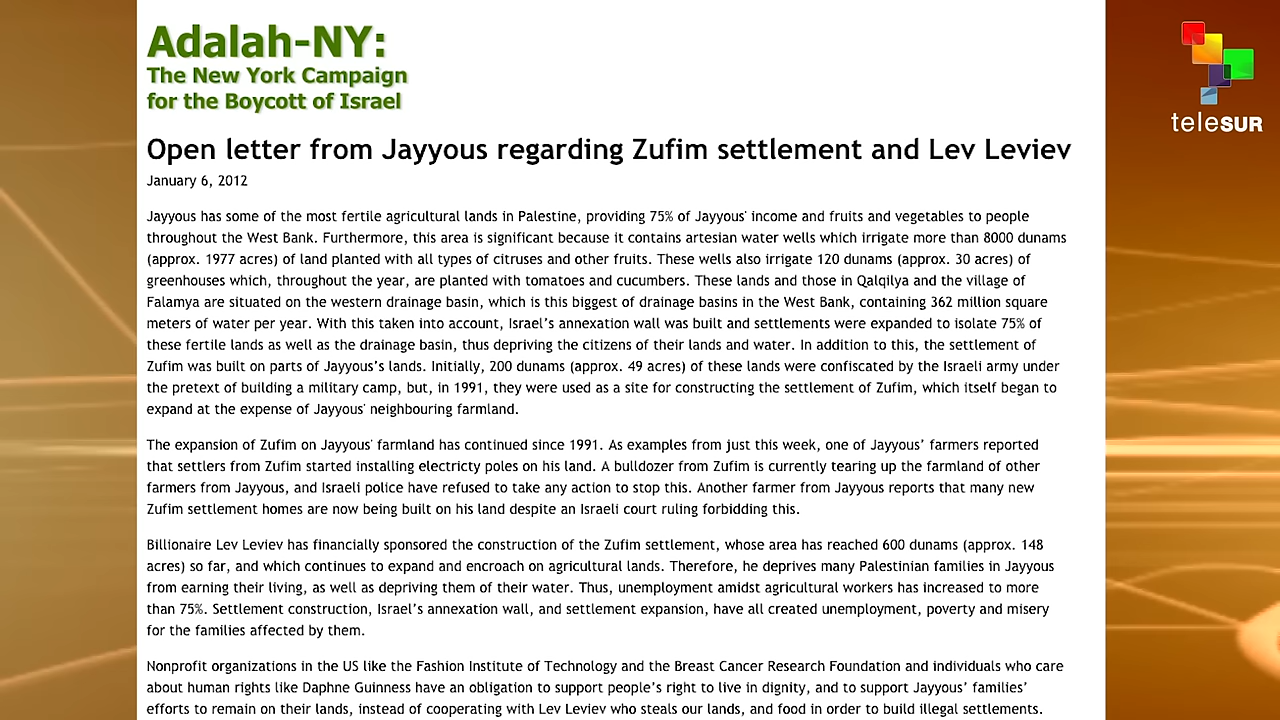 Adalah-NY:
The New York Campaign
for the Boycott of Israel
teleSUR
Open letter from Jayyous regarding Zufim settlement and Lev Leviev
January 6, 2012
Jayyous has some of the most fertile agricultural lands in Palestine, providing 75% of Jayyous' income and fruits and vegetables to people
throughout the West Bank. Furthermore, this area is significant because it contains artesian water wells which irrigate more than 8000 dunams
(approx. 1977 acres) of land planted with all types of citruses and other fruits. These wells also irrigate 120 dunams (approx. 30 acres) of
greenhouses which, throughout the year, are planted with tomatoes and cucumbers. These lands and those in Qalqilya and the village of
Falamya are situated on the western drainage basin, which is this biggest of drainage basins in the West Bank, containing 362 million square
meters of water per year. With this taken into account, Israel's annexation wall was built and settlements were expanded to isolate 75% of
these fertile lands as well as the drainage basin, thus depriving the citizens of their lands and water. In addition to this, the settlement of
Zufim was built on parts of Jayyous's lands. Initially, 200 dunams (approx. 49 acres) of these lands were confiscated by the Israeli army under
the pretext of building a military camp, but, in 1991, they were used as a site for constructing the settlement of Zufim, which itself began to
expand at the expense of Jayyous' neighbouring farmland.
The expansion of Zufim on Jayyous' farmland has continued since 1991. As examples from just this week, one of Jayyous' farmers reported
that settlers from Zufim started installing electricty poles on his land. A bulldozer from Zufim is currently tearing up the farmland of other
farmers from Jayyous, and Israeli police have refused to take any action to stop this. Another farmer from Jayyous reports that many new
Zufim settlement homes are now being built on his land despite an Israeli court ruling forbidding this.
Billionaire Lev Leviev has financially sponsored the construction of the Zufim settlement, whose area has reached 600 dunams (approx. 148
acres) so far, and which continues to expand and encroach on agricultural lands. Therefore, he deprives many Palestinian families in Jayyous
from earning their living, as well as depriving them of their water. Thus, unemployment amidst agricultural workers has increased to more
than 75%. Settlement construction, Israel's annexation wall, and settlement expansion, have all created unemployment, poverty and misery
for the families affected by them.
Nonprofit organizations in the US like the Fashion Institute of Technology and the Breast Cancer Research Foundation and individuals who care
about human rights like Daphne Guinness have an obligation to support people's right to live in dignity, and to support Jayyous' families'
efforts to remain on their lands, instead of cooperating with Lev Leviev who steals our lands, and food in order to build illegal settlements.